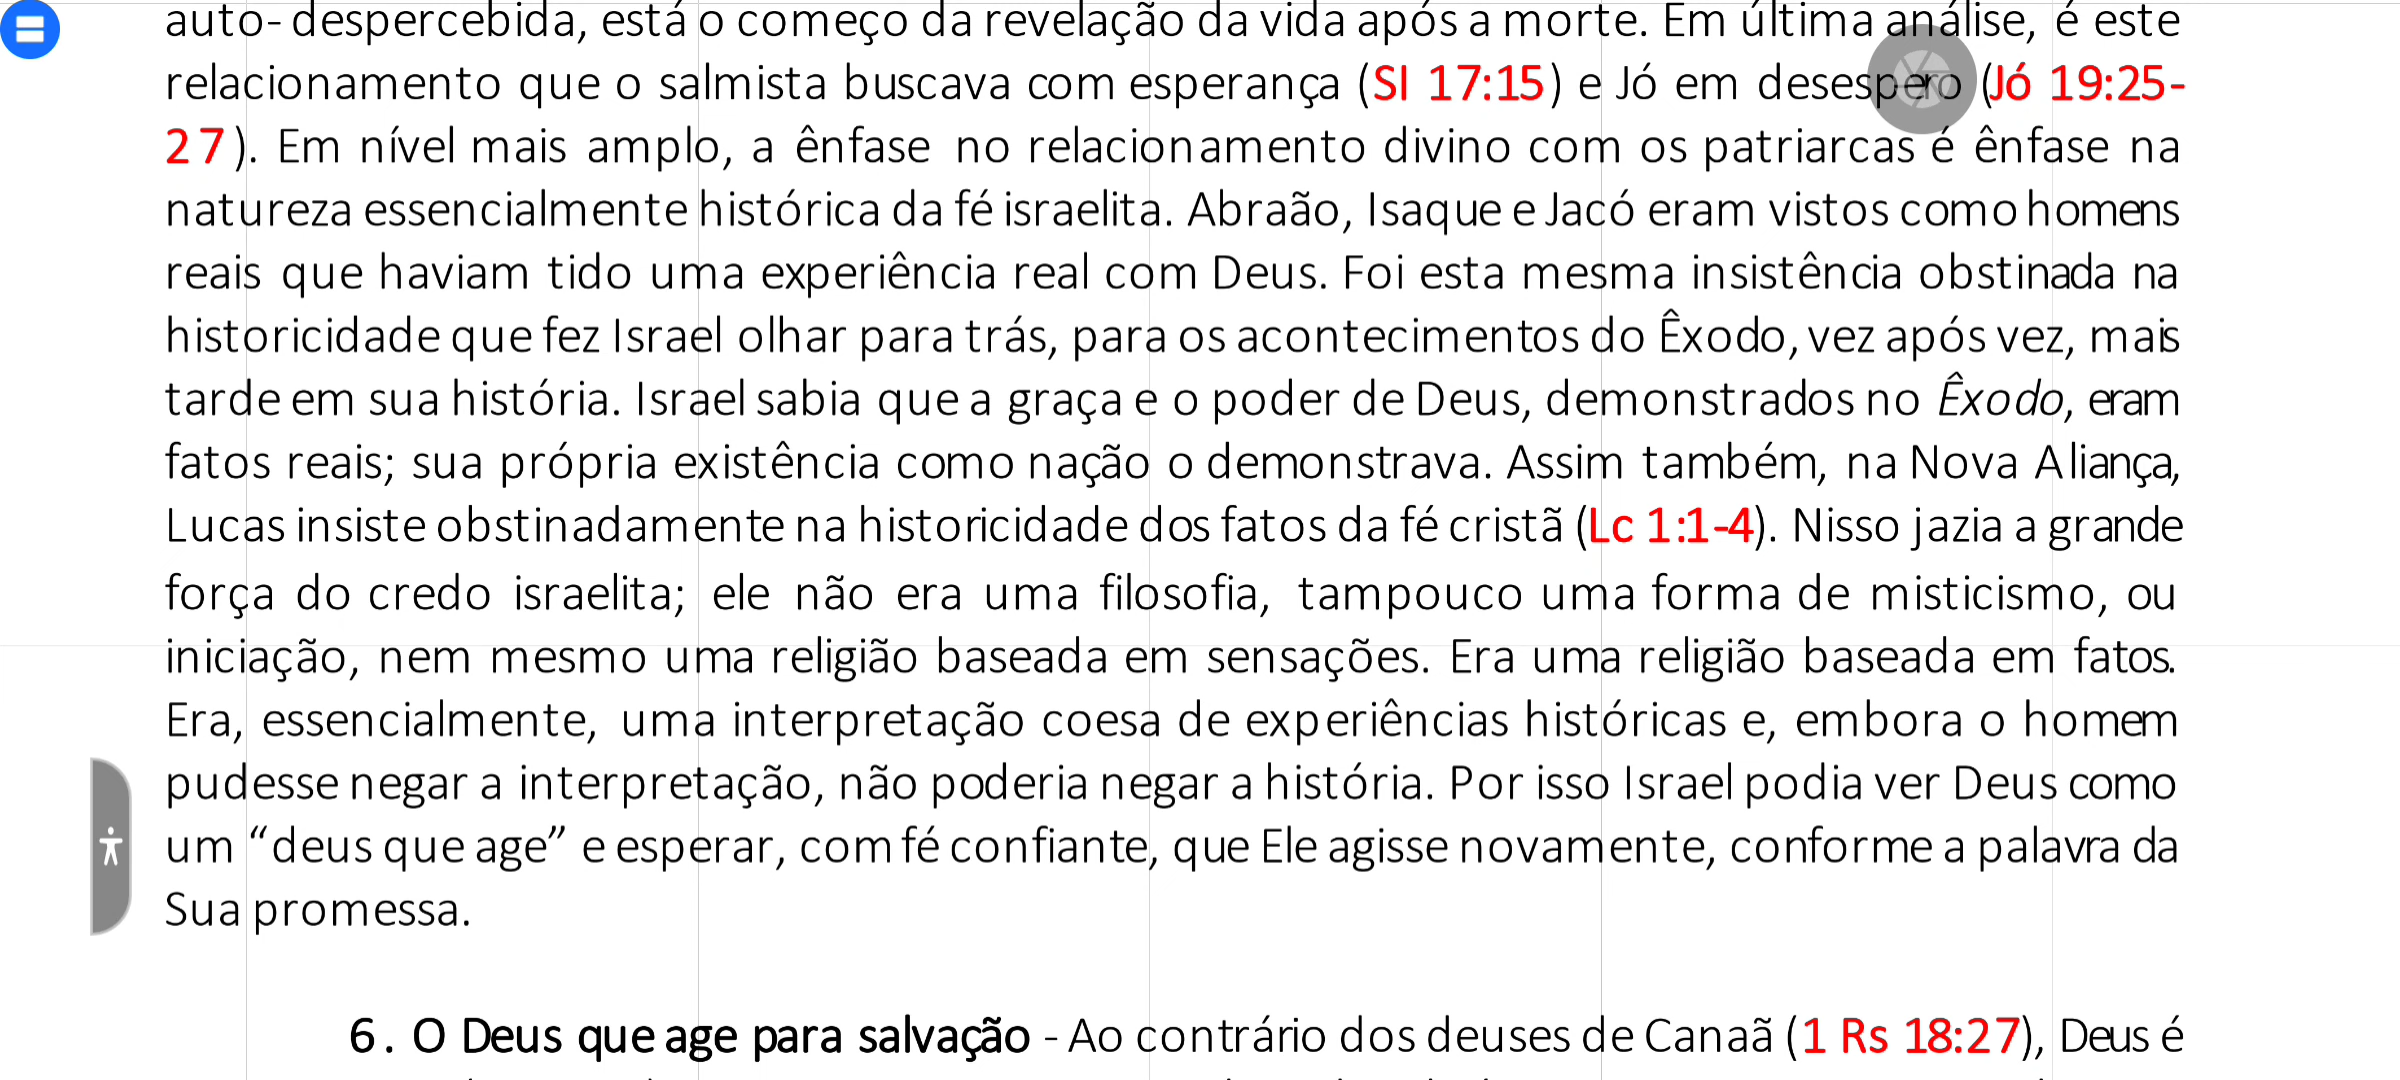 auto- despercebida, está o começo da revelação da vida após a morte. Em última análise, é este
relacionamento que o salmista buscava com esperança (Sl 17:15) e Jó em desespero (Jó 19:25-
27). Em nível mais amplo, a ênfase no relacionamento divino com os patriarcas é ênfase na
natureza essencialmente histórica da fé israelita. Abraão, Isaque e Jacó eram vistos como homens
reais que haviam tido uma experiência real com Deus. Foi esta mesma insistência obstinada na
historicidade que fez Israel olhar para trás, para os acontecimentos do Êxodo, vez após vez, mais
tarde em sua história. Israel sabia que a graça e o poder de Deus, demonstrados no Êxodo, eram
fatos reais; sua própria existência como nação o demonstrava. Assim também, na Nova Aliança,
Lucas insiste obstinadamente na historicidade dos fatos da fé cristã (Lc 1:1-4). Nisso jazia a grande
força do credo israelita; ele não era uma filosofia, tampouco uma forma de misticismo, ou
iniciação, nem mesmo uma religião baseada em sensações. Era uma religião baseada em fatos.
Era, essencialmente, uma interpretação coesa de experiências históricas e, embora o homem
pudesse negar a interpretação, não poderia negar a história. Por isso Israel podia ver Deus como
um “deus que age” e esperar, com fé confiante, que Ele agisse novamente, conforme a palavra da
Sua promessa.
6. O Deus que age para salvação - Ao contrário dos deuses de Canaã (1 Rs 18:27), Deus é